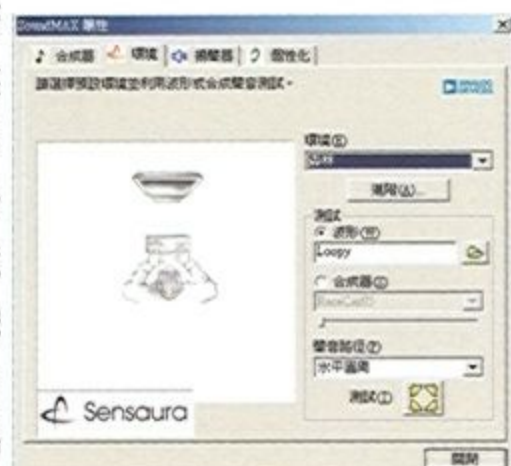 SoundMAX 屬性
合成器 環境 揚聲器 個性化
請選擇預設環境並利用波形或合成聲音測試。
環境(E)
進階(A)...
測試
波形(W)
Loopy
合成器(S)
聲音路徑(P)
水平圓周
測試(T)
Sensaura
關閉